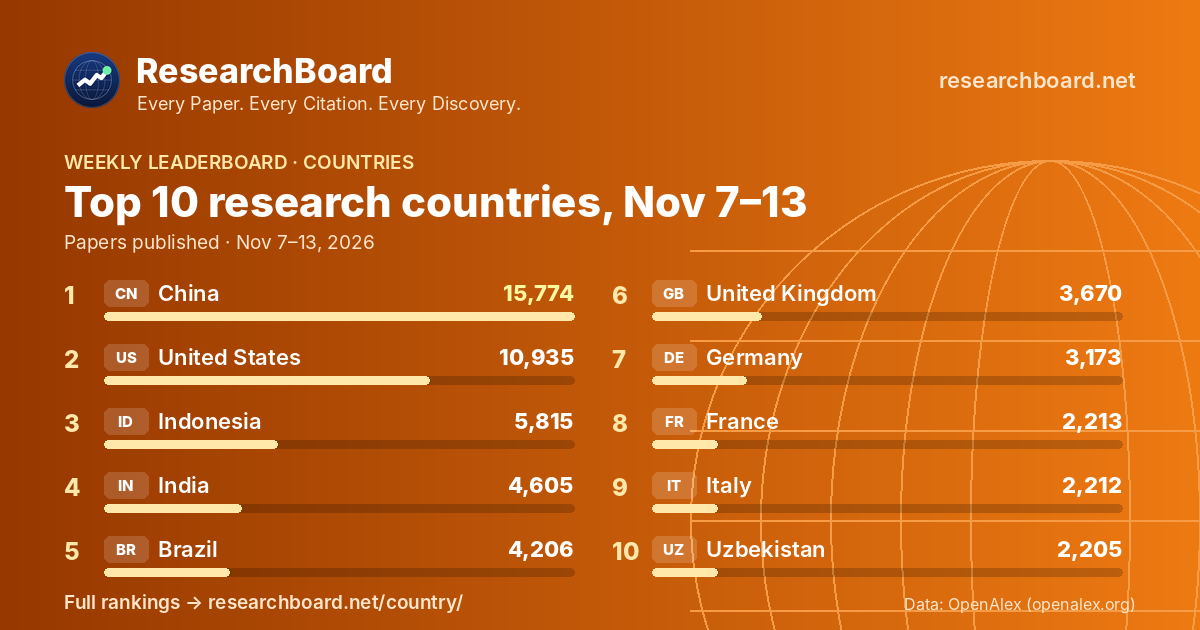 ResearchBoard
Every Paper. Every Citation. Every Discovery.
researchboard.net
WEEKLY LEADERBOARD · COUNTRIES
Top 10 research countries, Nov 7–13
Papers published · Nov 7–13, 2026
1 CN China 15,774
2 US United States 10,935
3 ID Indonesia 5,815
4 IN India 4,605
5 BR Brazil 4,206
6 GB United Kingdom 3,670
7 DE Germany 3,173
8 FR France 2,213
9 IT Italy 2,212
10 UZ Uzbekistan 2,205
Full rankings → researchboard.net/country/
Data: OpenAlex (openalex.org)